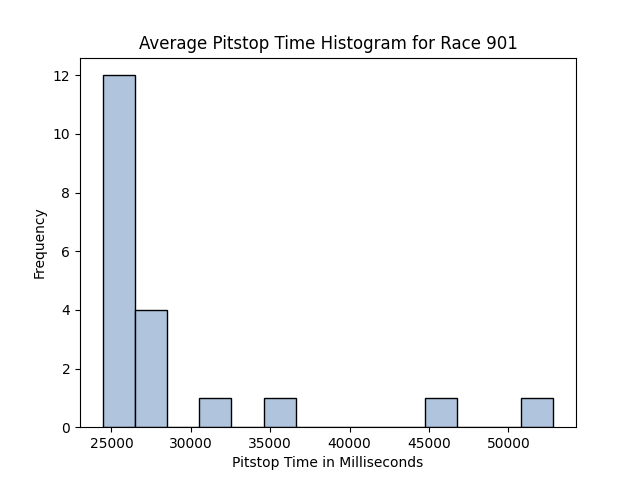 Average Pitstop Time Histogram for Race 901
12
10
8
6
4
2
0
Frequency
25000 30000 35000 40000 45000 50000
Pitstop Time in Milliseconds